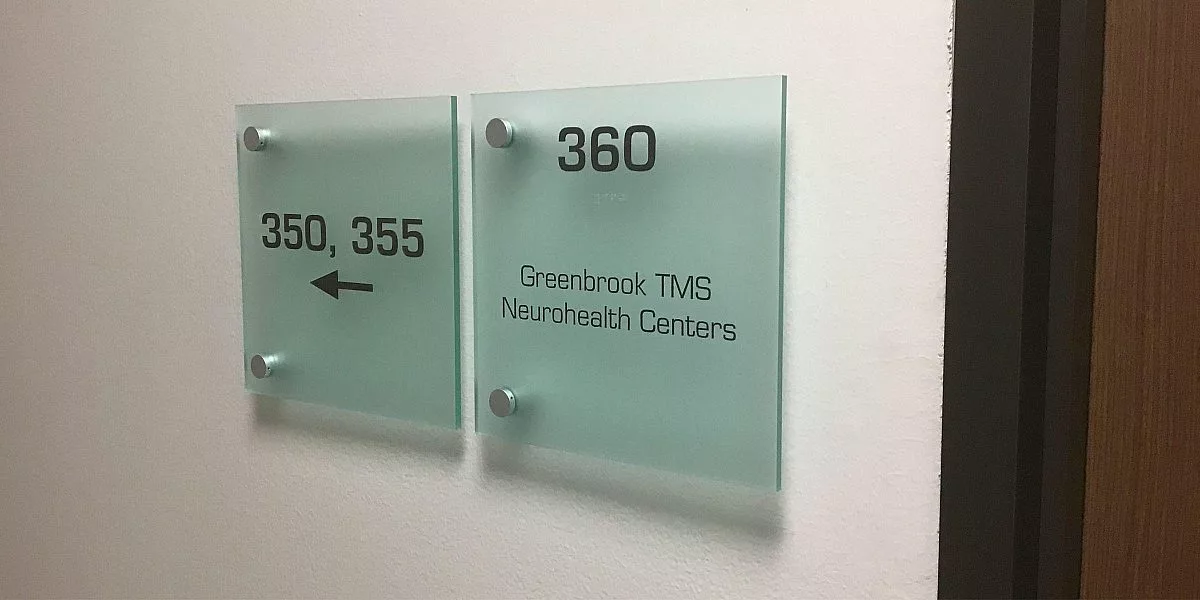 350, 355
360
Greenbrook TMS
Neurohealth Centers